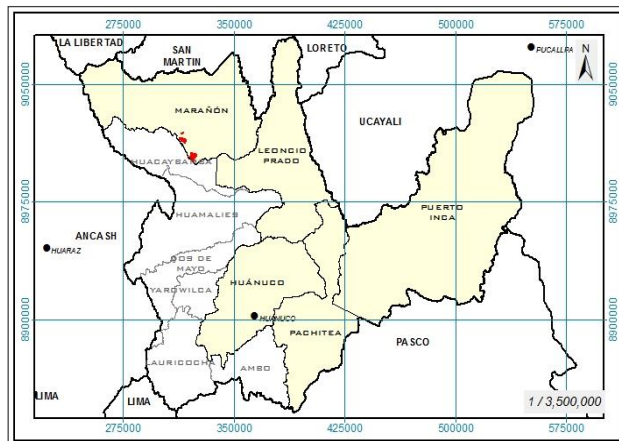 275000 350000 425000 500000 575000
LA LIBERTAD
SAN MARTIN
LORETO
PUCALLPA
N
9050000 9050000
MARAÑÓN
UCAYALI
LEONCIO PRADO
HUACAYBAMBA
8975000 8975000
HUAMALIES
PUERTO INCA
ANCASH
HUARAZ
DOS DE MAYO
YAROWILCA
HUÁNUCO
HUANUCO
8900000 8900000
PACHITEA
PASCO
LAURICOCHA
AMBO
LIMA
LIMA
1 / 3,500,000
275000 350000 425000 500000 575000